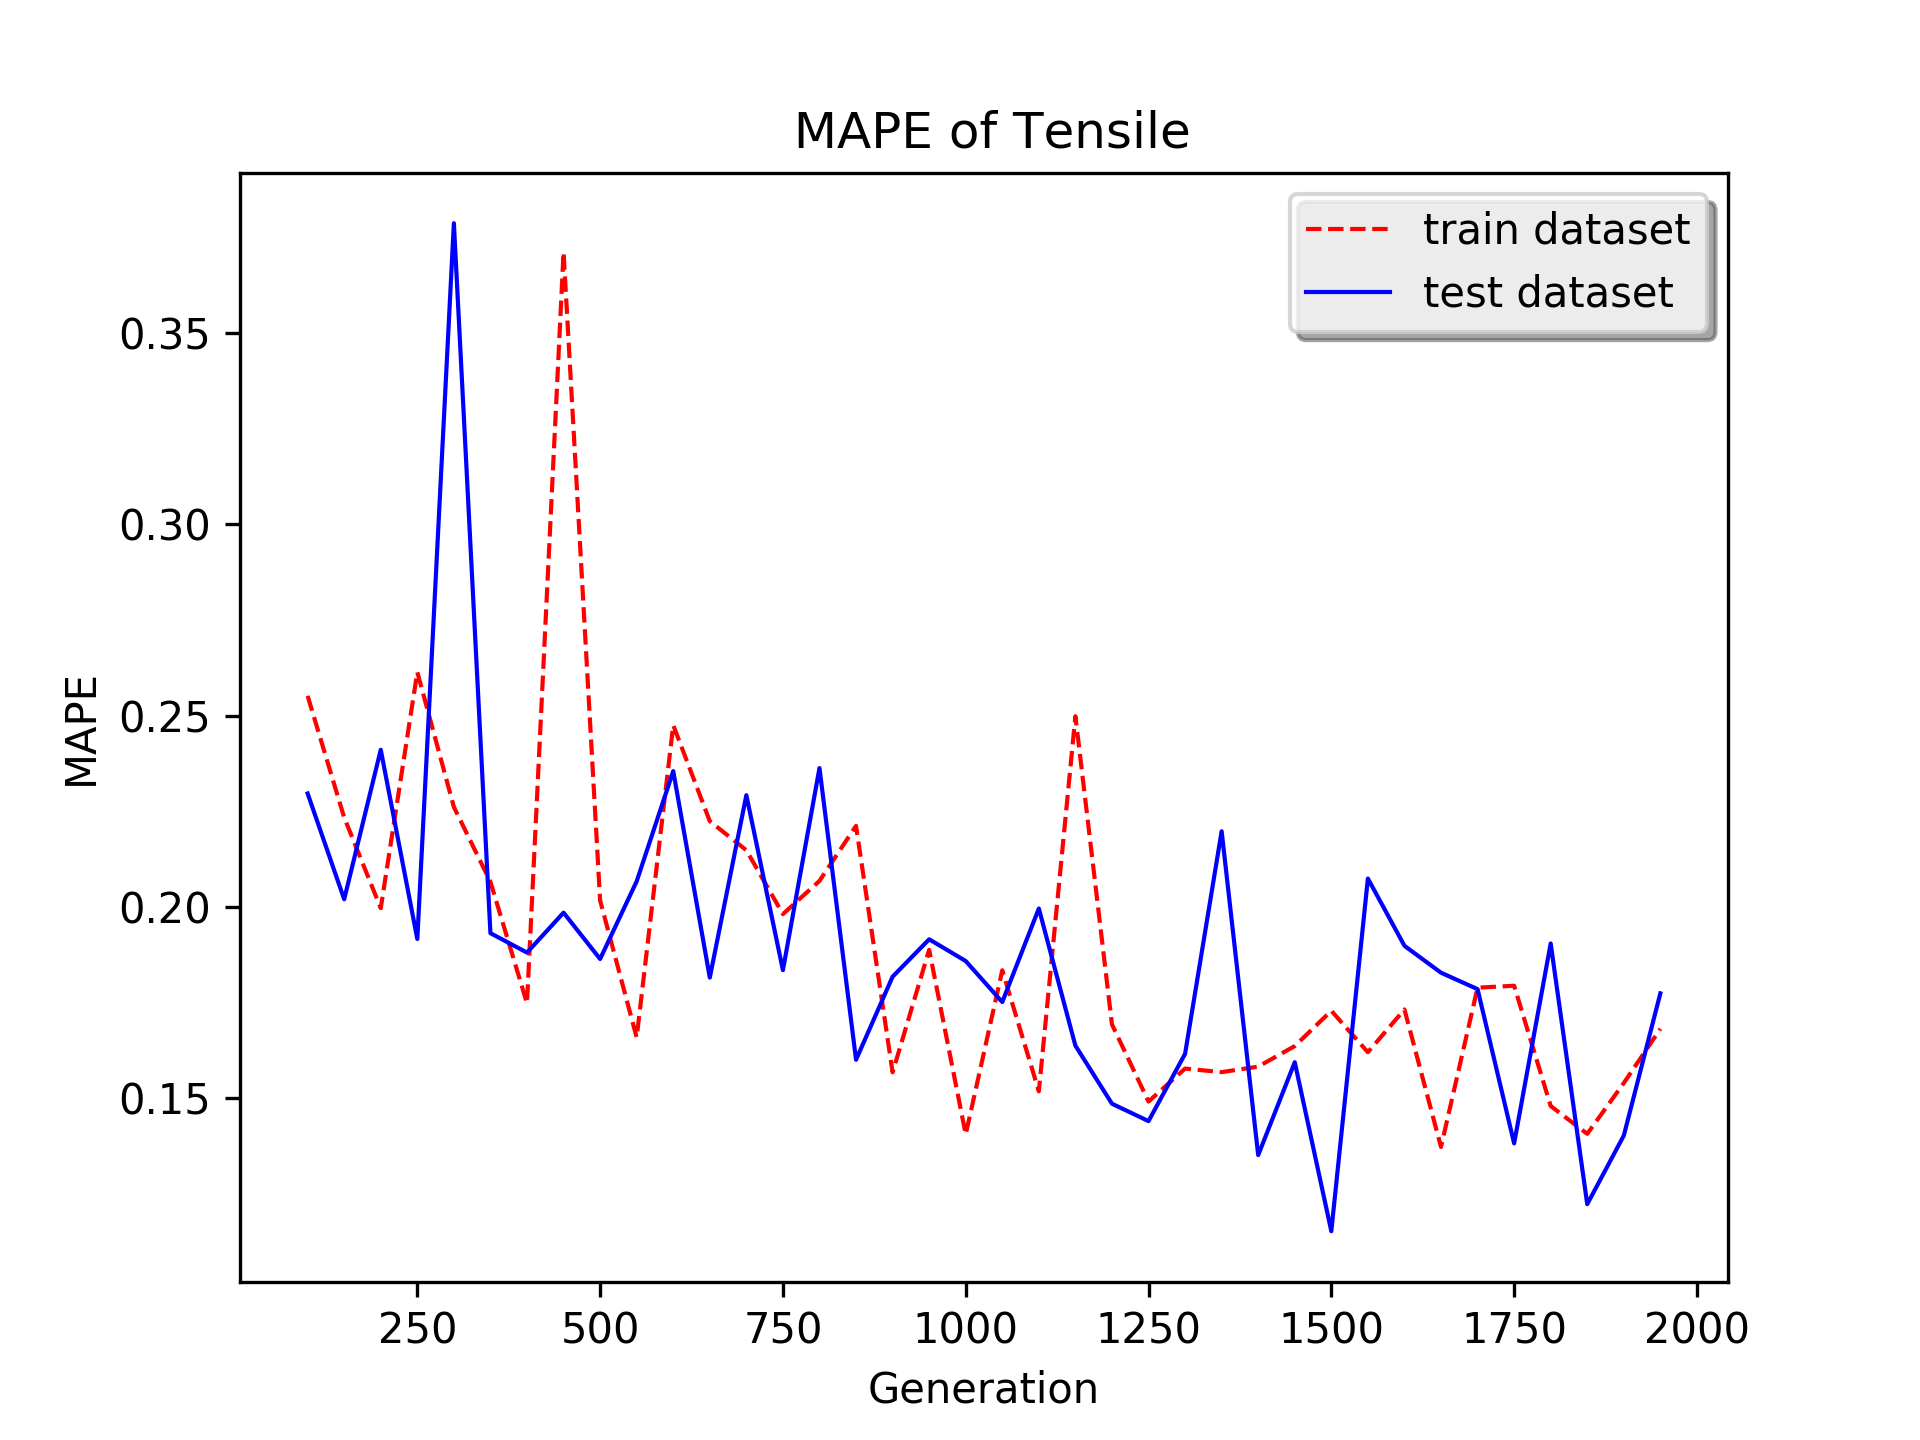 MAPE of Tensile
train dataset
test dataset
MAPE
0.35
0.30
0.25
0.20
0.15
250 500 750 1000 1250 1500 1750 2000
Generation